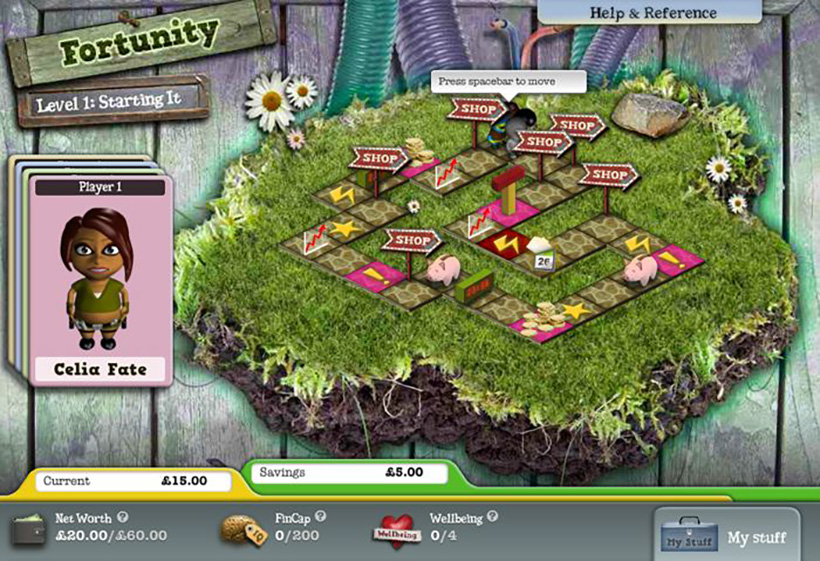 Fortunity
Help & Reference
Level 1: Starting It
Press spacebar to move
SHOP
SHOP
SHOP
SHOP
SHOP
SHOP
Player 1
26
Celia Fate
Current £15.00
Savings £5.00
Net Worth ?
£20.00/£60.00
10
FinCap ?
0/200
Wellbeing
Wellbeing ?
0/4
My Stuff
My stuff